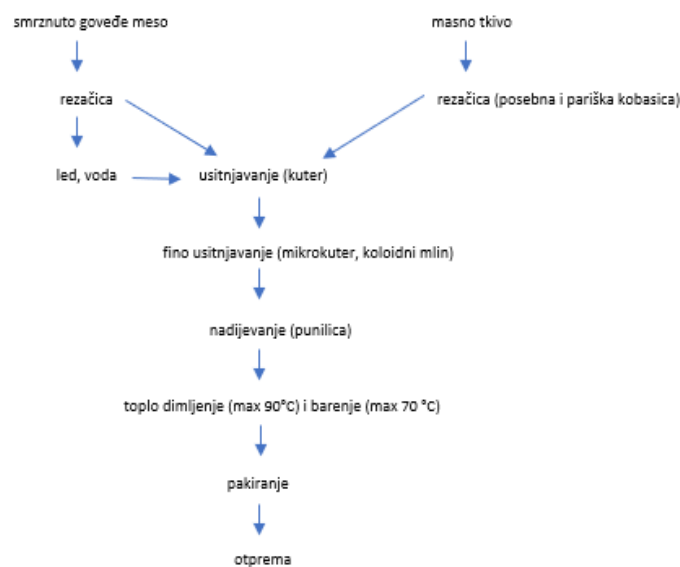 smrznuto goveđe meso
masno tkivo
rezačica
rezačica (posebna i pariška kobasica)
led, voda
usitnjavanje (kuter)
fino usitnjavanje (mikrokuter, koloidni mlin)
nadijevanje (punilica)
toplo dimljenje (max 90°C) i barenje (max 70 °C)
pakiranje
otprema